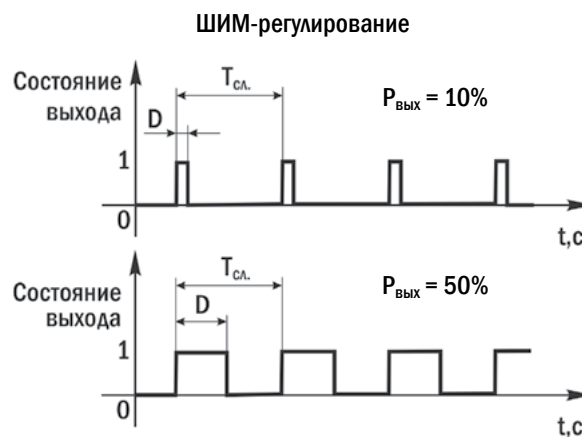 ШИМ-регулирование
Состояние
выхода
Tсл.
Pвых = 10%
D
1
0
t,c
Состояние
выхода
Tсл.
Pвых = 50%
D
1
0
t,c